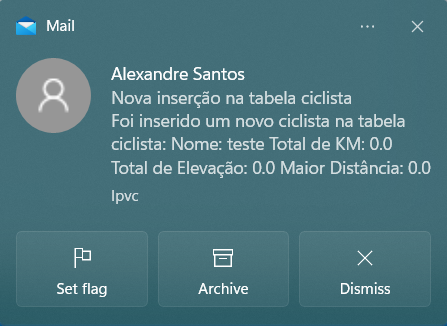 Mail
Alexandre Santos
Nova inserção na tabela ciclista
Foi inserido um novo ciclista na tabela
ciclista: Nome: teste Total de KM: 0.0
Total de Elevação: 0.0 Maior Distância: 0.0
Ipvc
Set flag
Archive
Dismiss